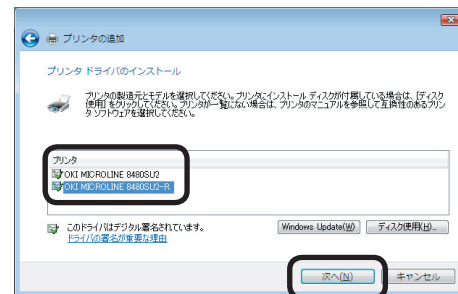 プリンタの追加
プリンタ ドライバのインストール
プリンタの製造元とモデルを選択してください。プリンタにインストール ディスクが付属している場合は、[ディスク
使用] をクリックしてください。プリンタが一覧にない場合は、プリンタのマニュアルを参照して互換性のあるプリン
タ ソフトウェアを選択してください。
プリンタ
OKI MICROLINE 8480SU2
OKI MICROLINE 8480SU2-R
このドライバはデジタル署名されています。
ドライバの署名が重要な理由
Windows Update(W)
ディスク使用(H)...
次へ(N)
キャンセル